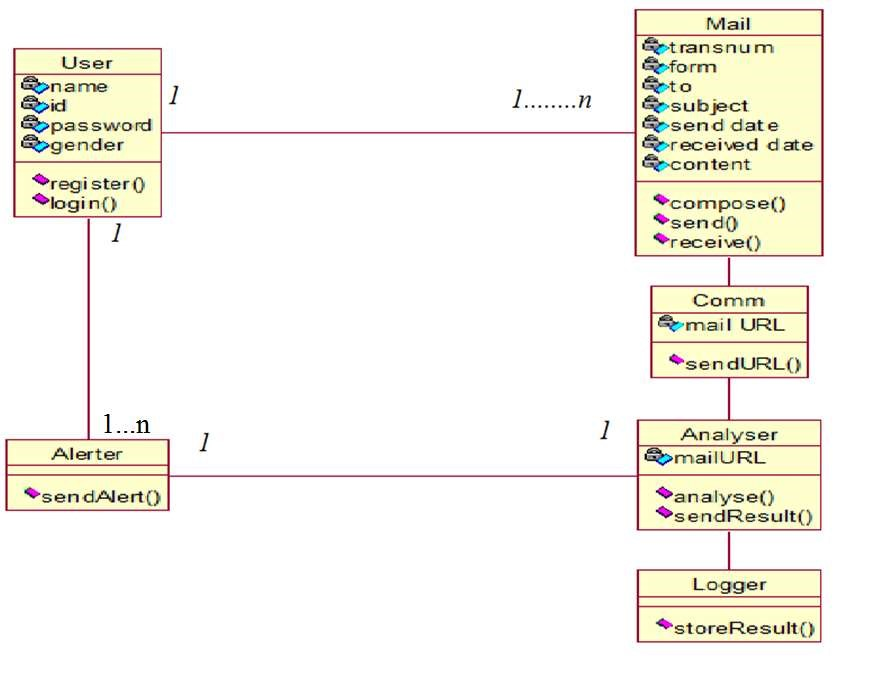 User
name
id
password
gender
register()
login()
1
1........n
Mail
transnum
form
to
subject
send date
received date
content
compose()
send()
receive()
1
Comm
mail URL
sendURL()
1...n
Alerter
sendAlert()
1
1
Analyser
mailURL
analyse()
sendResult()
Logger
storeResult()